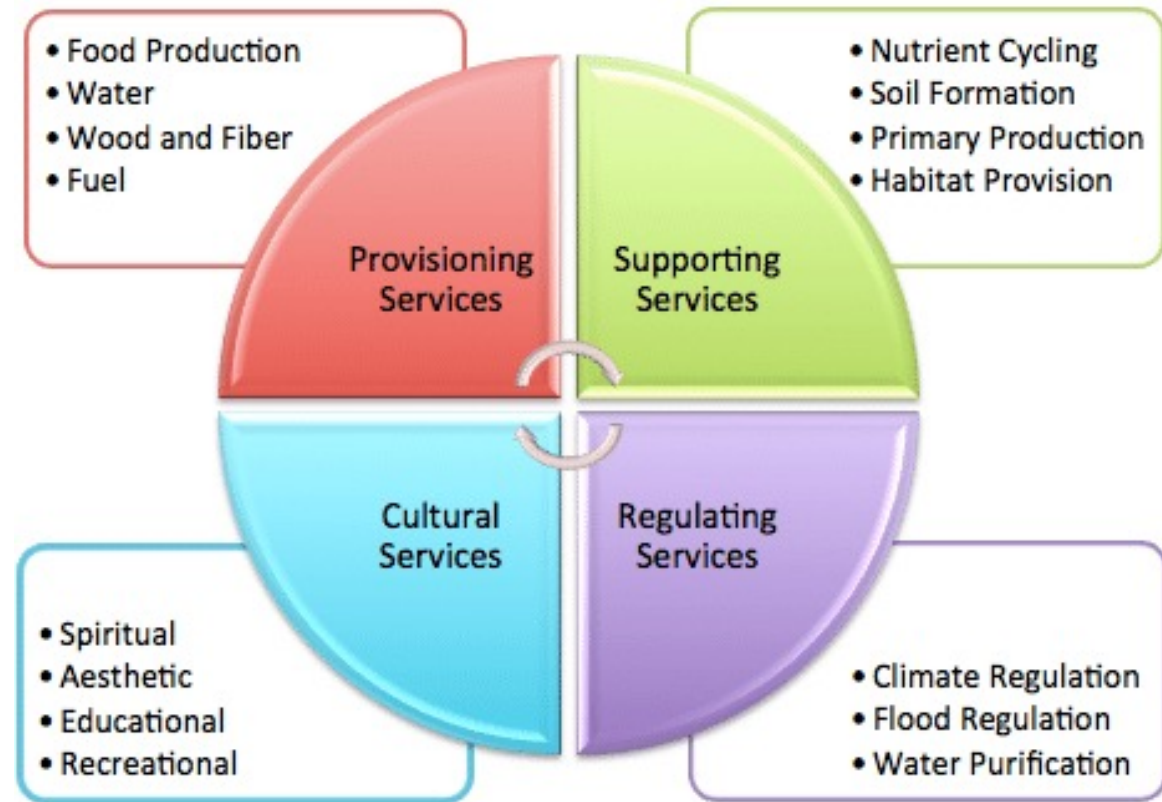 • Food Production
• Water
• Wood and Fiber
• Fuel
• Nutrient Cycling
• Soil Formation
• Primary Production
• Habitat Provision
Provisioning
Services
Supporting
Services
Cultural
Services
Regulating
Services
• Spiritual
• Aesthetic
• Educational
• Recreational
• Climate Regulation
• Flood Regulation
• Water Purification